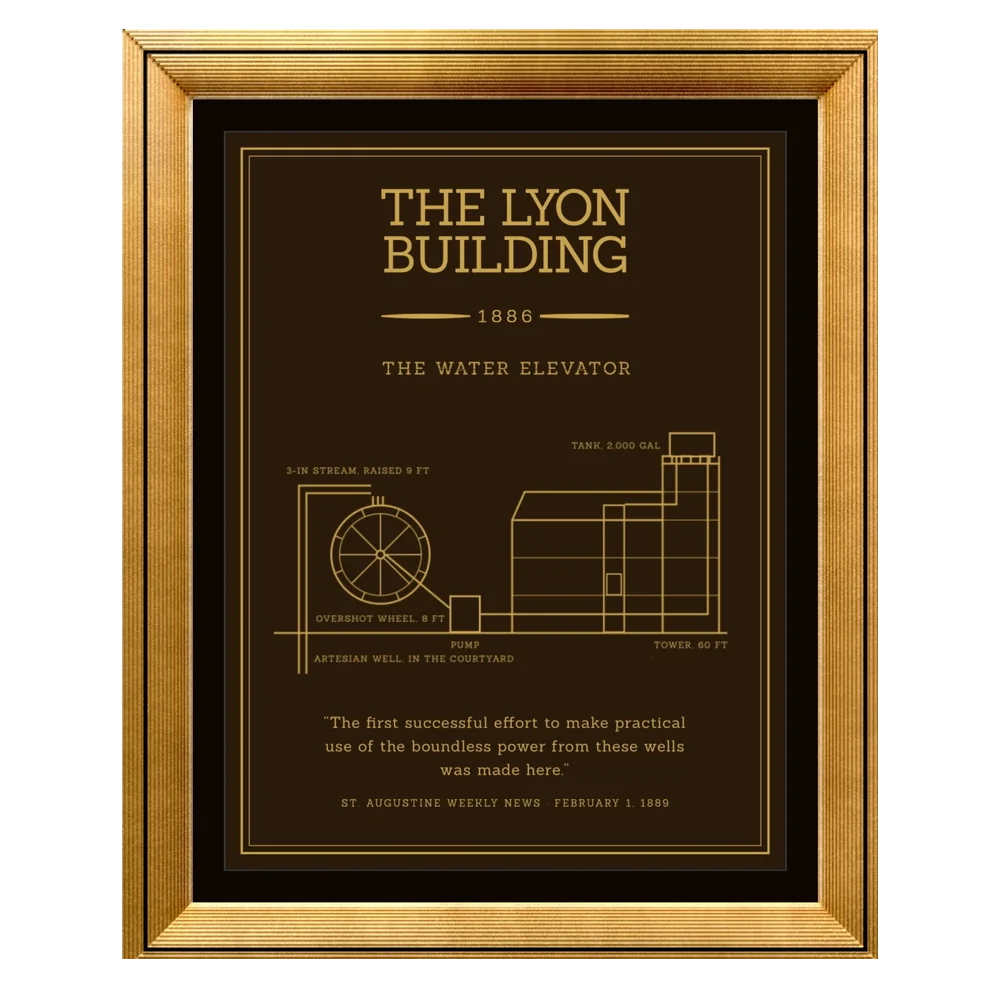 THE LYON
BUILDING
1886
THE WATER ELEVATOR
TANK, 2,000 GAL
3-IN STREAM, RAISED 9 FT
OVERSHOT WHEEL, 8 FT
PUMP
TOWER, 60 FT
ARTESIAN WELL, IN THE COURTYARD
“The first successful effort to make practical
use of the boundless power from these wells
was made here.”
ST. AUGUSTINE WEEKLY NEWS · FEBRUARY 1, 1889